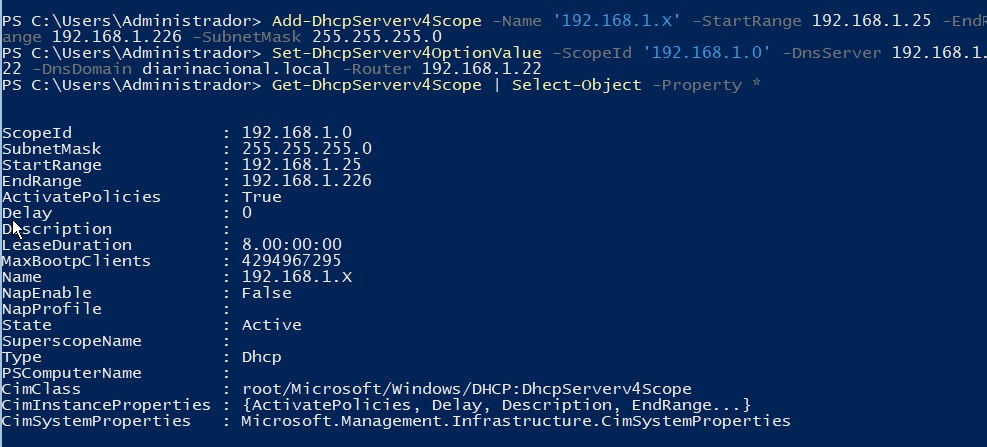 PS C:\Users\Administrador> Add-DhcpServerv4Scope -Name '192.168.1.X' -StartRange 192.168.1.25 -EndR
ange 192.168.1.226 -SubnetMask 255.255.255.0
PS C:\Users\Administrador> Set-DhcpServerv4OptionValue -ScopeId '192.168.1.0' -DnsServer 192.168.1.
22 -DnsDomain diarinacional.local -Router 192.168.1.22
PS C:\Users\Administrador> Get-DhcpServerv4Scope | Select-Object -Property *
ScopeId : 192.168.1.0
SubnetMask : 255.255.255.0
StartRange : 192.168.1.25
EndRange : 192.168.1.226
ActivatePolicies : True
Delay : 0
Description :
LeaseDuration : 8.00:00:00
MaxBootpClients : 4294967295
Name : 192.168.1.X
NapEnable : False
NapProfile :
State : Active
SuperscopeName :
Type : Dhcp
PSComputerName :
CimClass : root/Microsoft/Windows/DHCP:DhcpServerv4Scope
CimInstanceProperties : {ActivatePolicies, Delay, Description, EndRange...}
CimSystemProperties : Microsoft.Management.Infrastructure.CimSystemProperties